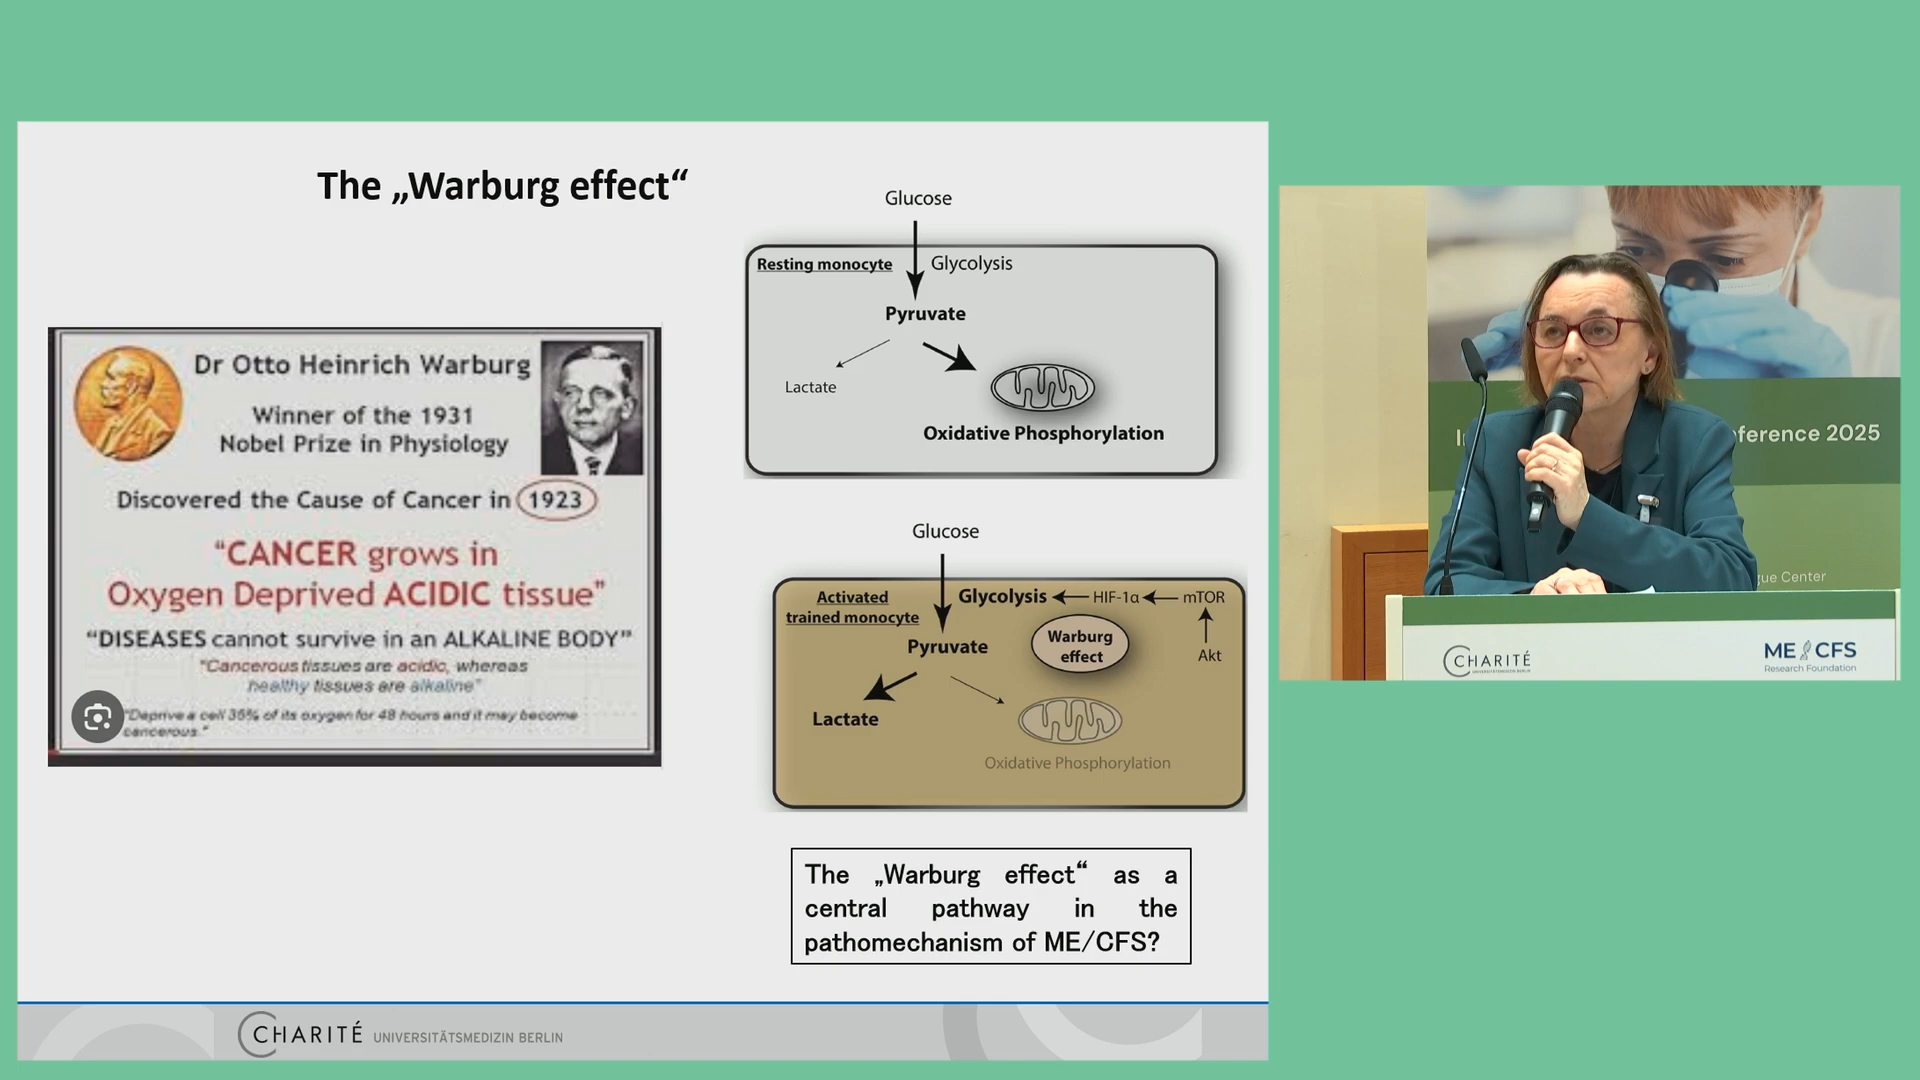 The „Warburg effect“
Dr Otto Heinrich Warburg
Winner of the 1931
Nobel Prize in Physiology
Discovered the Cause of Cancer in 1923
“CANCER grows in
Oxygen Deprived ACIDIC tissue”
“DISEASES cannot survive in an ALKALINE BODY”
“Cancerous tissues are acidic, whereas
healthy tissues are alkaline”
“Deprive a cell 35% of its oxygen for 48 hours and it may become
cancerous.”
Glucose
Resting monocyte
Glycolysis
Pyruvate
Lactate
Oxidative Phosphorylation
Glucose
Activated
trained monocyte
Glycolysis
HIF-1α
mTOR
Pyruvate
Warburg
effect
Akt
Lactate
Oxidative Phosphorylation
The „Warburg effect“ as a
central pathway in the
pathomechanism of ME/CFS?
CHARITÉ UNIVERSITÄTSMEDIZIN BERLIN
ference 2025
gue Center
CHARITÉ
ME CFS
Research Foundation